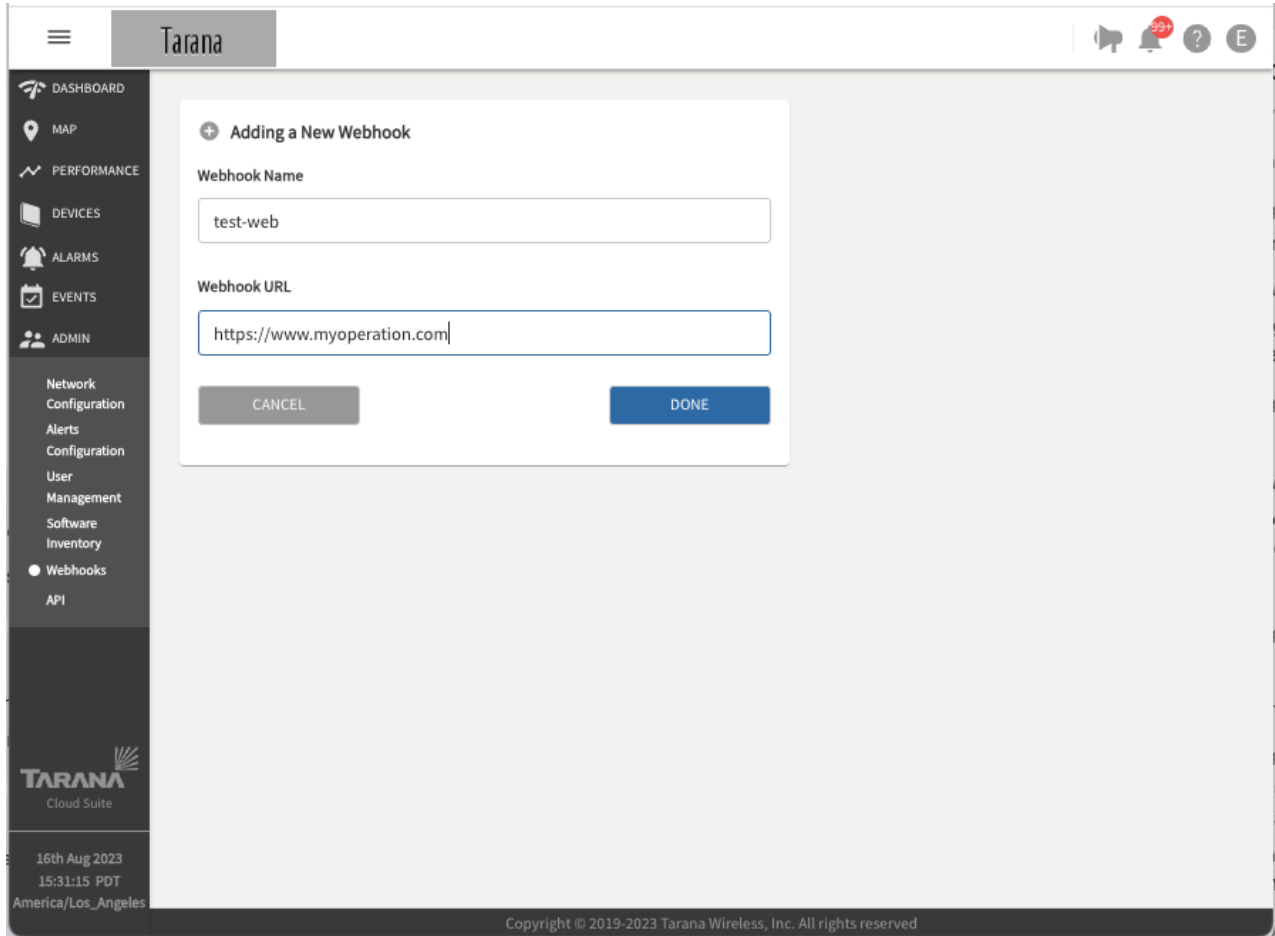 Tarana
99+
?
E
DASHBOARD
MAP
PERFORMANCE
DEVICES
ALARMS
EVENTS
ADMIN
Network
Configuration
Alerts
Configuration
User
Management
Software
Inventory
Webhooks
API
TARANA
Cloud Suite
16th Aug 2023
15:31:15 PDT
America/Los_Angeles
Adding a New Webhook
Webhook Name
test-web
Webhook URL
https://www.myoperation.com
CANCEL
DONE
Copyright © 2019-2023 Tarana Wireless, Inc. All rights reserved